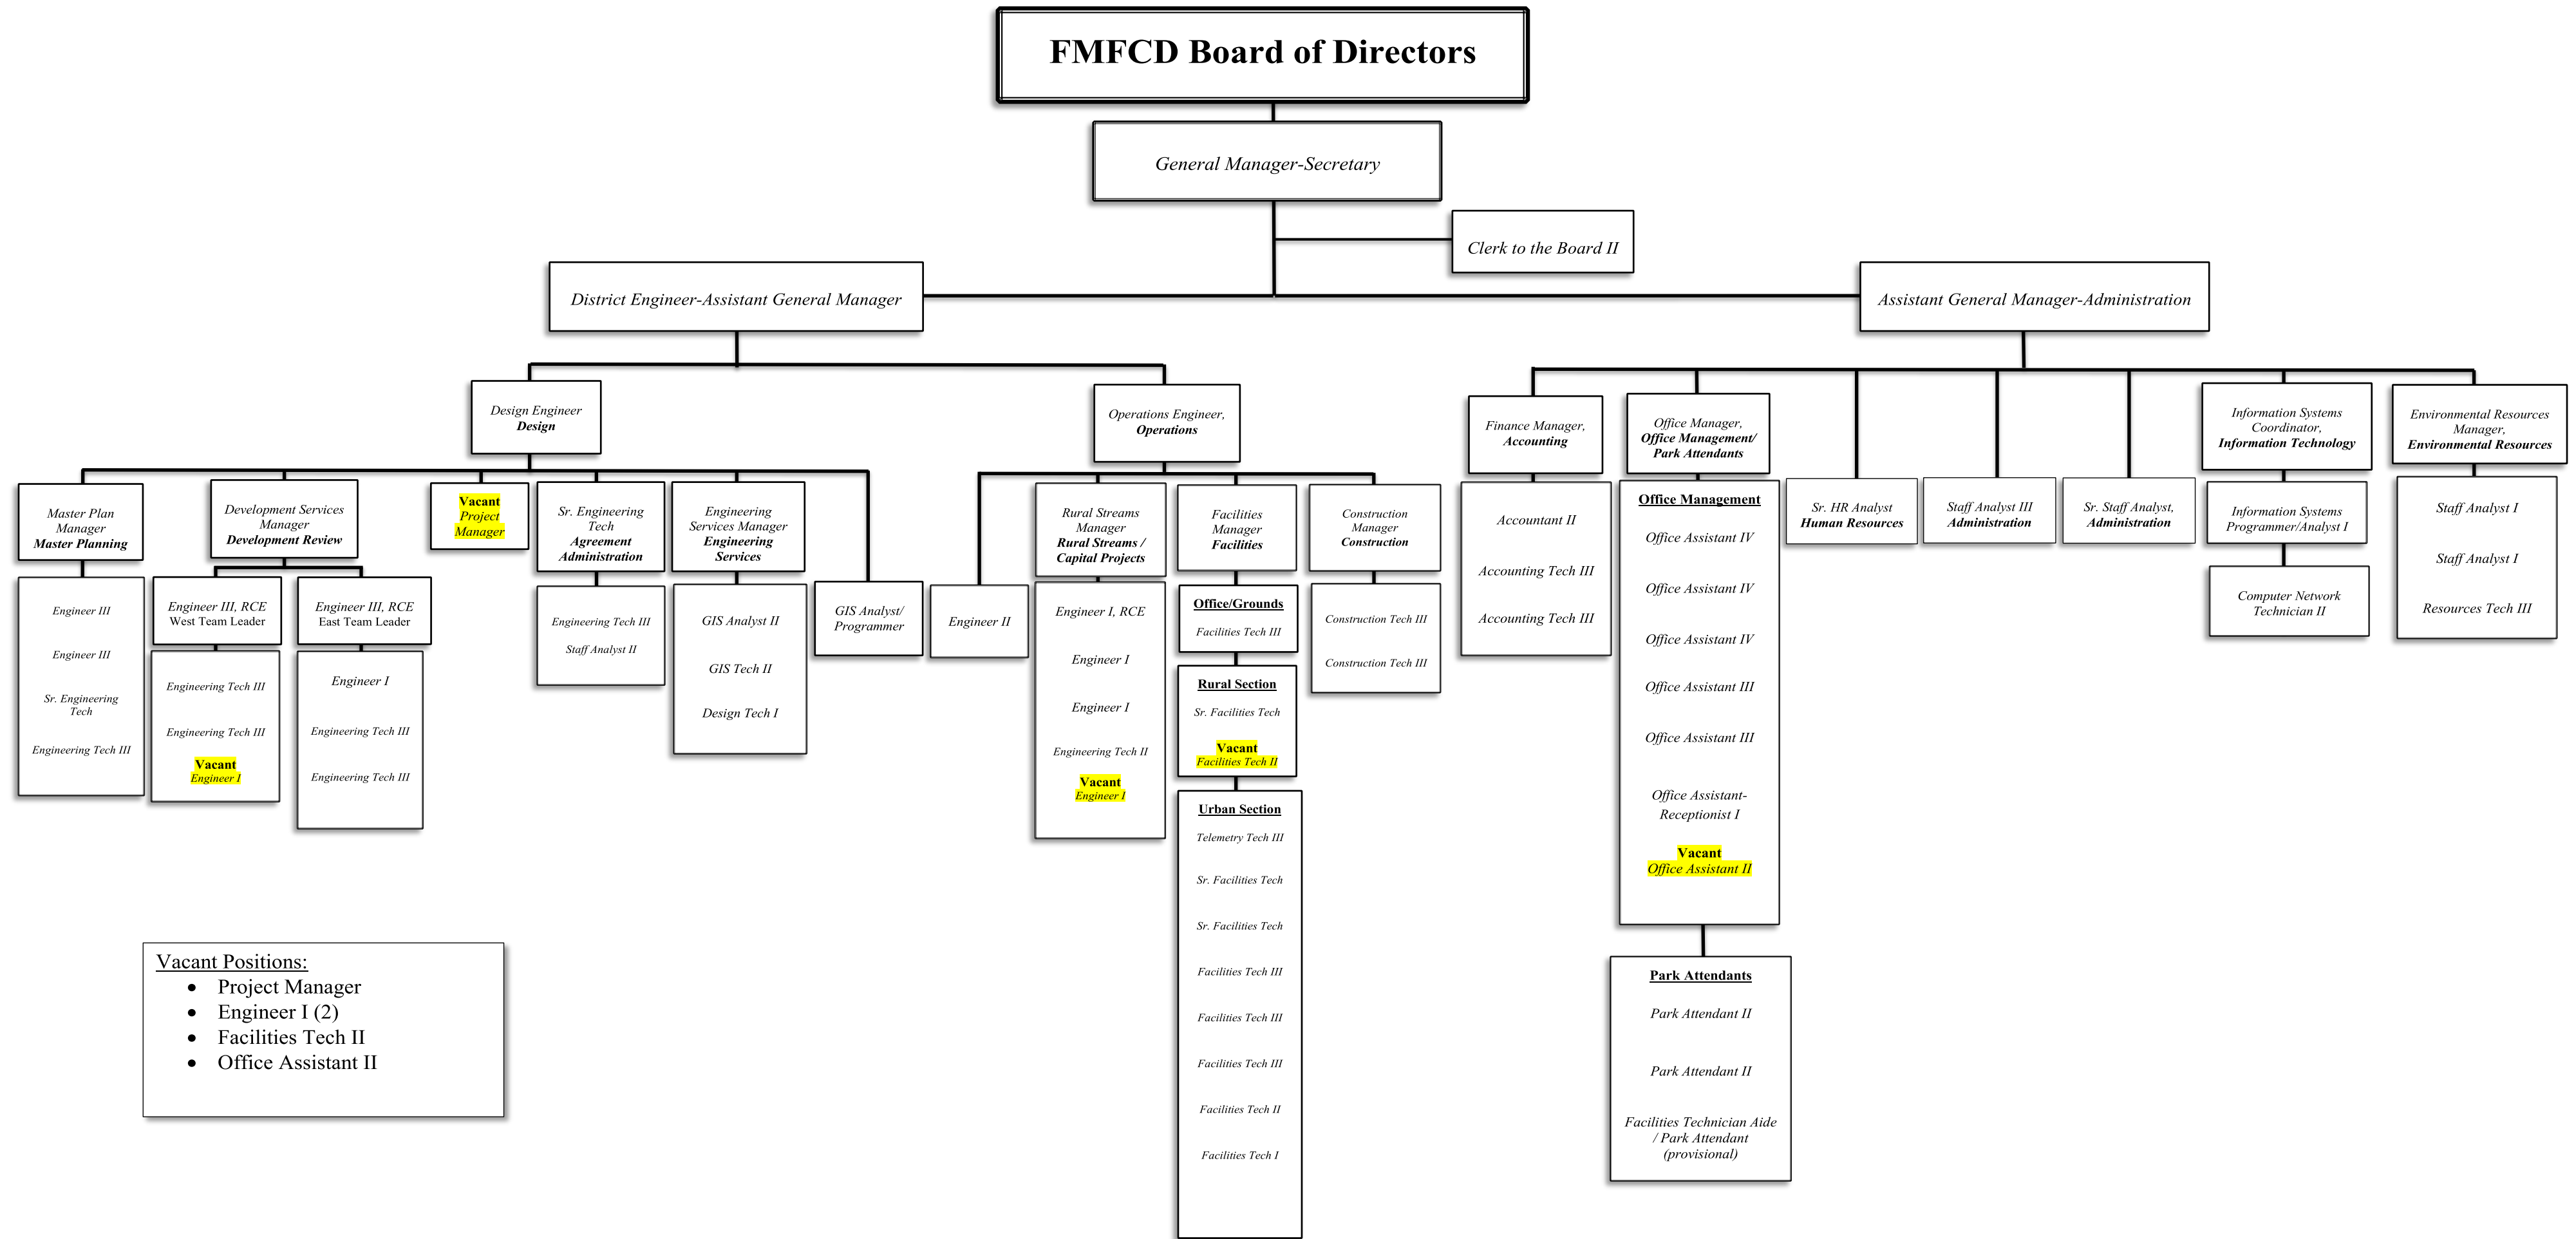 FMFCD Board of Directors
General Manager-Secretary
Clerk to the Board II
District Engineer-Assistant General Manager
Assistant General Manager-Administration
Design Engineer
Design
Operations Engineer,
Operations
Finance Manager,
Accounting
Office Manager,
Office Management/
Park Attendants
Information Systems
Coordinator,
Information Technology
Environmental Resources
Manager,
Environmental Resources
Master Plan
Manager
Master Planning
Development Services
Manager
Development Review
Vacant
Project
Manager
Sr. Engineering
Tech
Agreement
Administration
Engineering
Services Manager
Engineering
Services
Rural Streams
Manager
Rural Streams /
Capital Projects
Facilities
Manager
Facilities
Construction
Manager
Construction
Engineer III
Engineer III
Sr. Engineering
Tech
Engineering Tech III
Engineer III, RCE
West Team Leader
Engineering Tech III
Engineering Tech III
Vacant
Engineer I
Engineer III, RCE
East Team Leader
Engineer I
Engineering Tech III
Engineering Tech III
Engineering Tech III
Staff Analyst II
GIS Analyst II
GIS Tech II
Design Tech I
GIS Analyst/
Programmer
Engineer II
Engineer I, RCE
Engineer I
Engineer I
Engineering Tech II
Vacant
Engineer I
Office/Grounds
Facilities Tech III
Rural Section
Sr. Facilities Tech
Vacant
Facilities Tech II
Urban Section
Telemetry Tech III
Sr. Facilities Tech
Sr. Facilities Tech
Facilities Tech III
Facilities Tech III
Facilities Tech III
Facilities Tech II
Facilities Tech I
Construction Tech III
Construction Tech III
Accountant II
Accounting Tech III
Accounting Tech III
Office Management
Office Assistant IV
Office Assistant IV
Office Assistant IV
Office Assistant III
Office Assistant III
Office Assistant-
Receptionist I
Vacant
Office Assistant II
Park Attendants
Park Attendant II
Park Attendant II
Facilities Technician Aide
/ Park Attendant
(provisional)
Sr. HR Analyst
Human Resources
Staff Analyst III
Administration
Sr. Staff Analyst,
Administration
Information Systems
Programmer/Analyst I
Computer Network
Technician II
Staff Analyst I
Staff Analyst I
Resources Tech III
Vacant Positions:
• Project Manager
• Engineer I (2)
• Facilities Tech II
• Office Assistant II